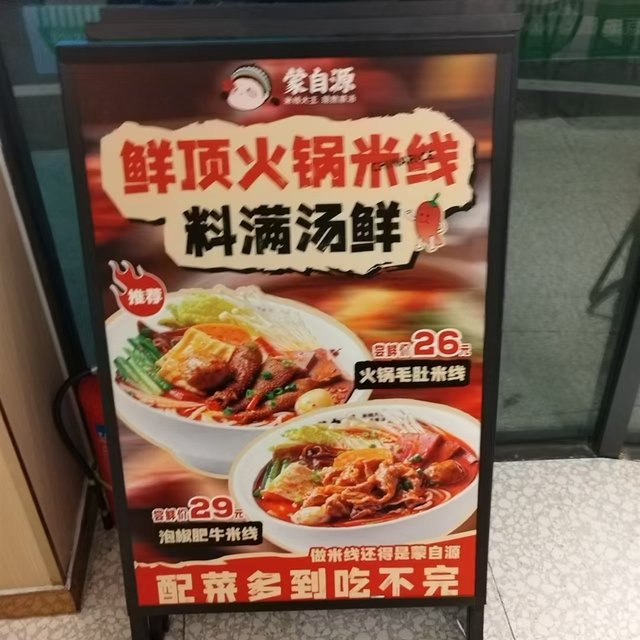 蒙自源
鲜顶火锅米线
料满汤鲜
推荐
尝鲜价26元
火锅毛肚米线
尝鲜价29元
泡椒肥牛米线
做米线还得是蒙自源
配菜多到吃不完